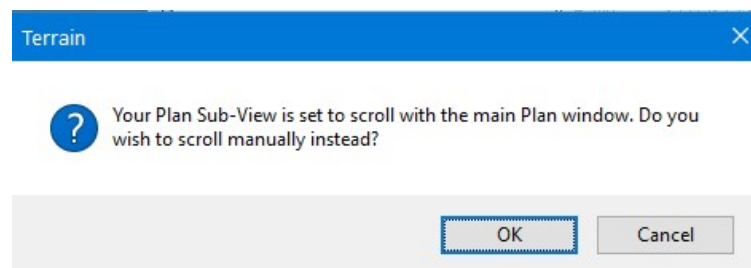 Terrain
Your Plan Sub-View is set to scroll with the main Plan window. Do you
wish to scroll manually instead?
OK Cancel